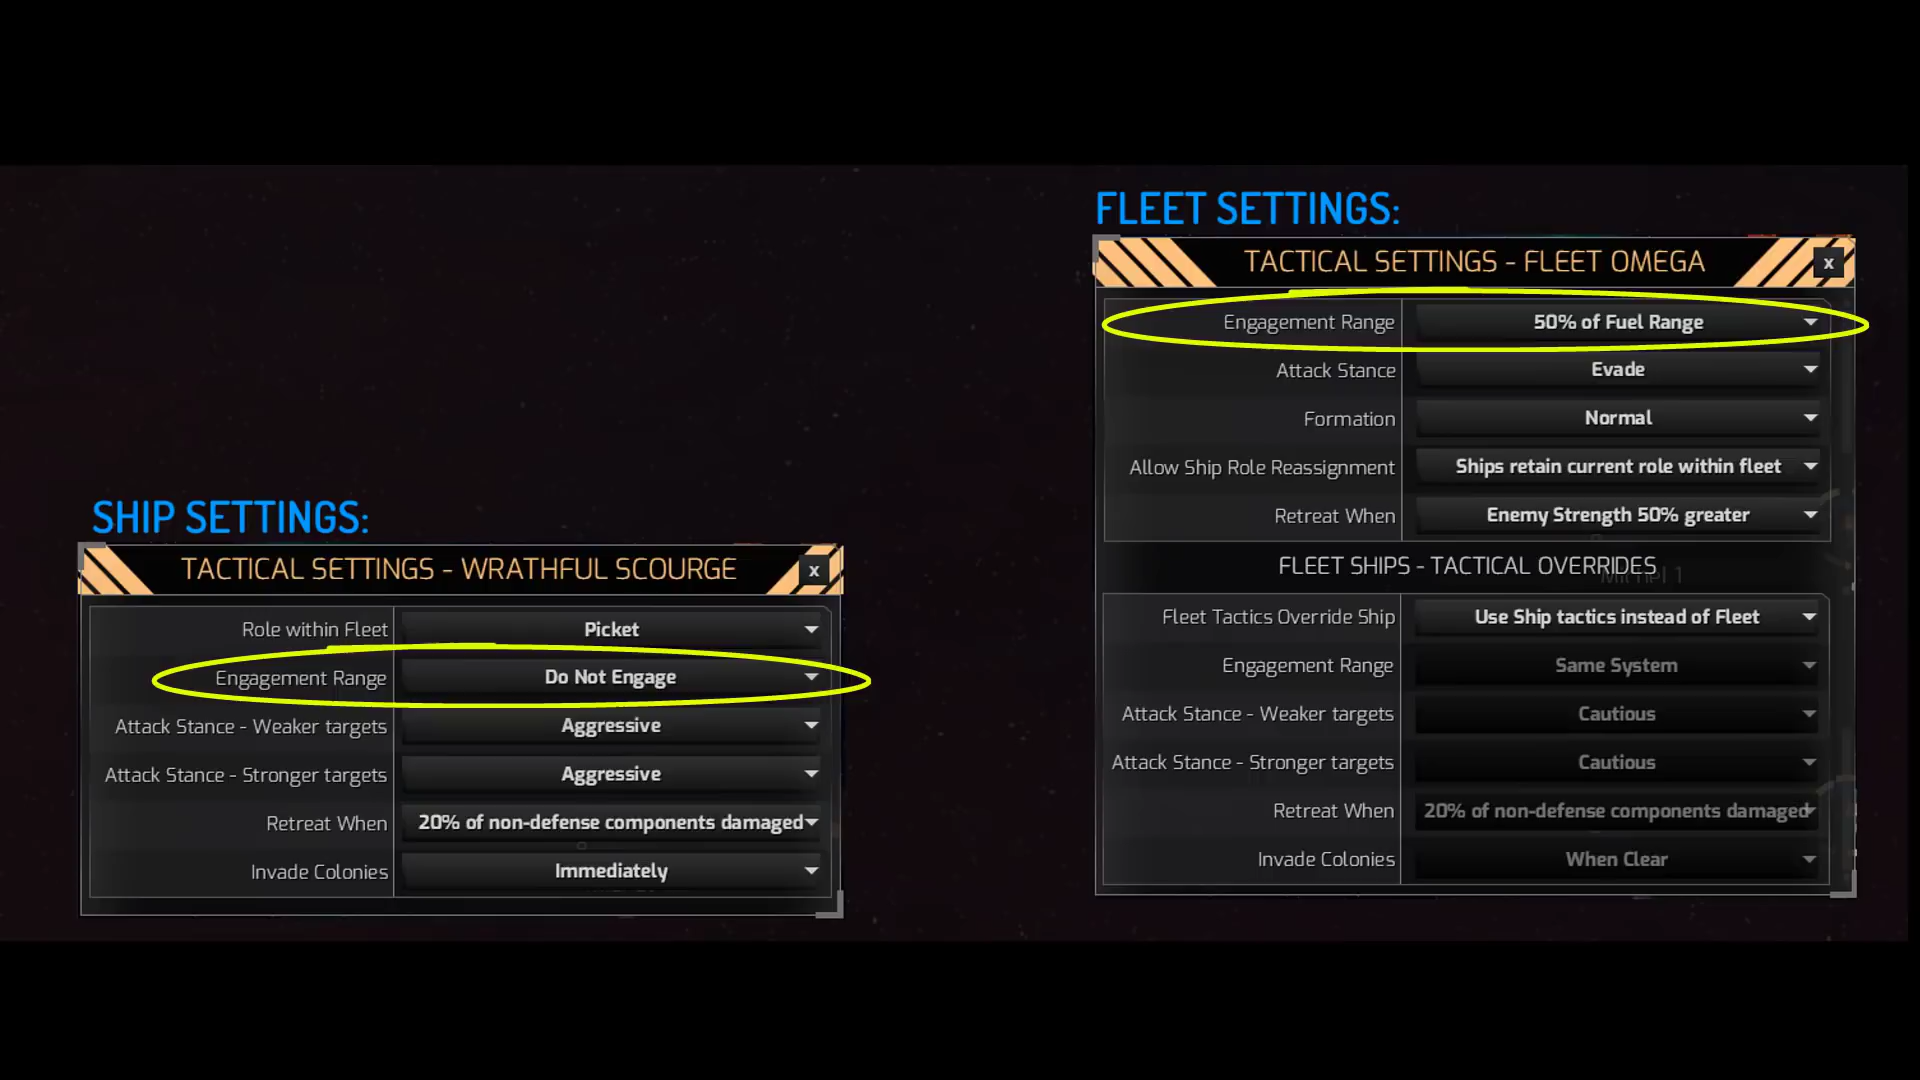 FLEET SETTINGS:
TACTICAL SETTINGS - FLEET OMEGA x
Engagement Range 50% of Fuel Range
Attack Stance Evade
Formation Normal
Allow Ship Role Reassignment Ships retain current role within fleet
Retreat When Enemy Strength 50% greater
FLEET SHIPS - TACTICAL OVERRIDES
Fleet Tactics Override Ship Use Ship tactics instead of Fleet
Engagement Range Same System
Attack Stance - Weaker targets Cautious
Attack Stance - Stronger targets Cautious
Retreat When 20% of non-defense components damaged
Invade Colonies When Clear
SHIP SETTINGS:
TACTICAL SETTINGS - WRATHFUL SCOURGE x
Role within Fleet Picket
Engagement Range Do Not Engage
Attack Stance - Weaker targets Aggressive
Attack Stance - Stronger targets Aggressive
Retreat When 20% of non-defense components damaged
Invade Colonies Immediately